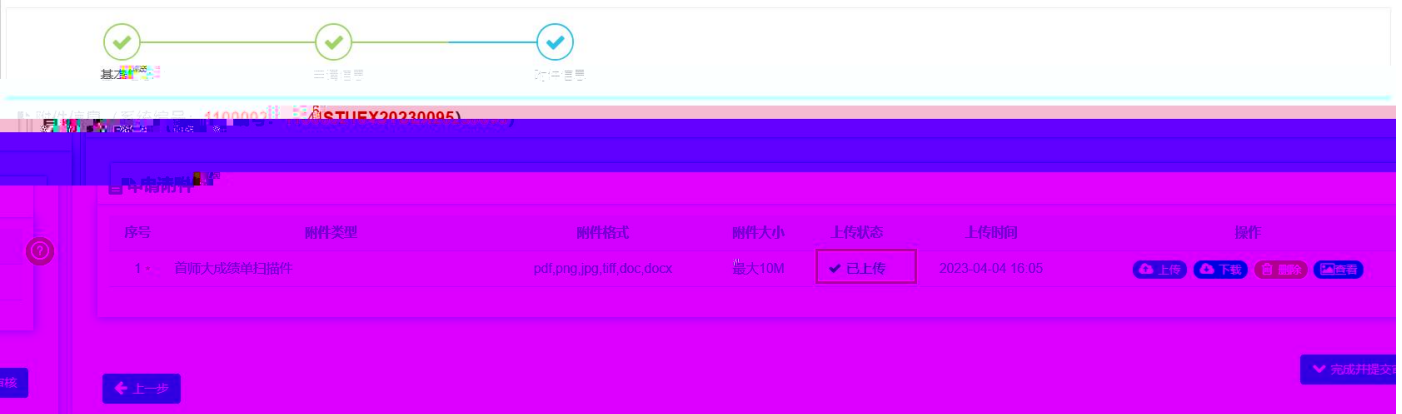 基本
STUEX20230095)
申请附件
序号 附件类型 附件格式 附件大小 上传状态 上传时间 操作
1 首师大成绩单扫描件 pdf,png,jpg,tiff,doc,docx 最大10M 已上传 2023-04-04 16:05 上传 下载 删除 查看
完成并提交
上一步